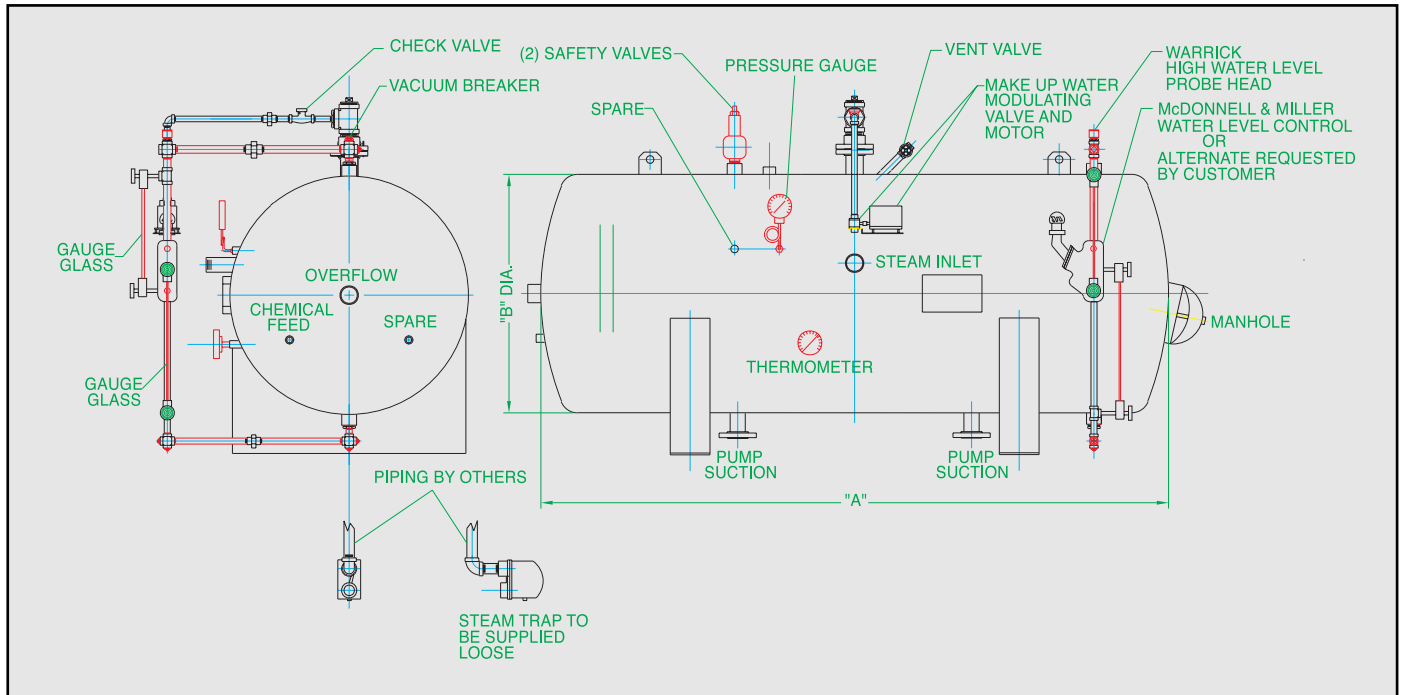 CHECK VALVE
VACUUM BREAKER
GAUGE
GLASS
OVERFLOW
CHEMICAL
FEED
SPARE
GAUGE
GLASS
PIPING BY OTHERS
STEAM TRAP TO
BE SUPPLIED
LOOSE
(2) SAFETY VALVES
PRESSURE GAUGE
SPARE
VENT VALVE
MAKE UP WATER
MODULATING
VALVE AND
MOTOR
WARRICK
HIGH WATER LEVEL
PROBE HEAD
McDONNELL & MILLER
WATER LEVEL CONTROL
OR
ALTERNATE REQUESTED
BY CUSTOMER
"B" DIA.
STEAM INLET
THERMOMETER
MANHOLE
PUMP
SUCTION
PUMP
SUCTION
"A"